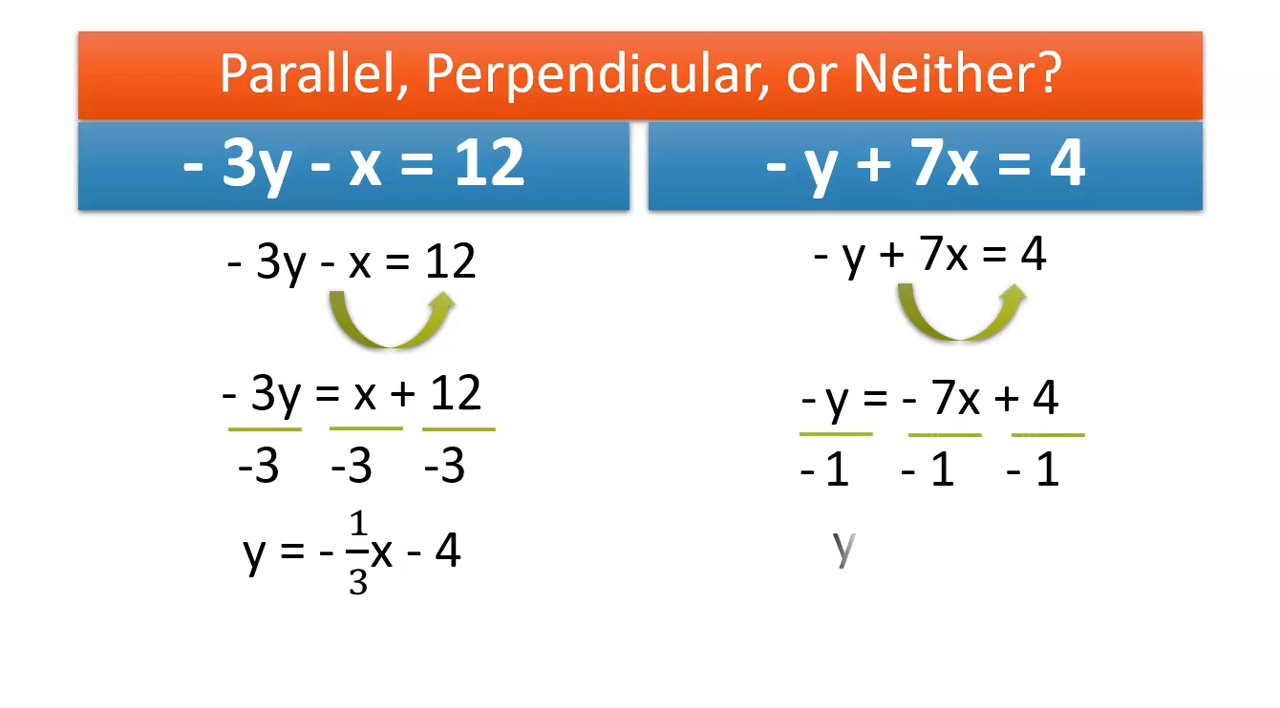 Parallel, Perpendicular, or Neither?
- 3y - x = 12
- y + 7x = 4
- 3y - x = 12
- y + 7x = 4
- 3y = x + 12
-3 -3 -3
- y = - 7x + 4
- 1 - 1 - 1
y = - 1/3 x - 4
y